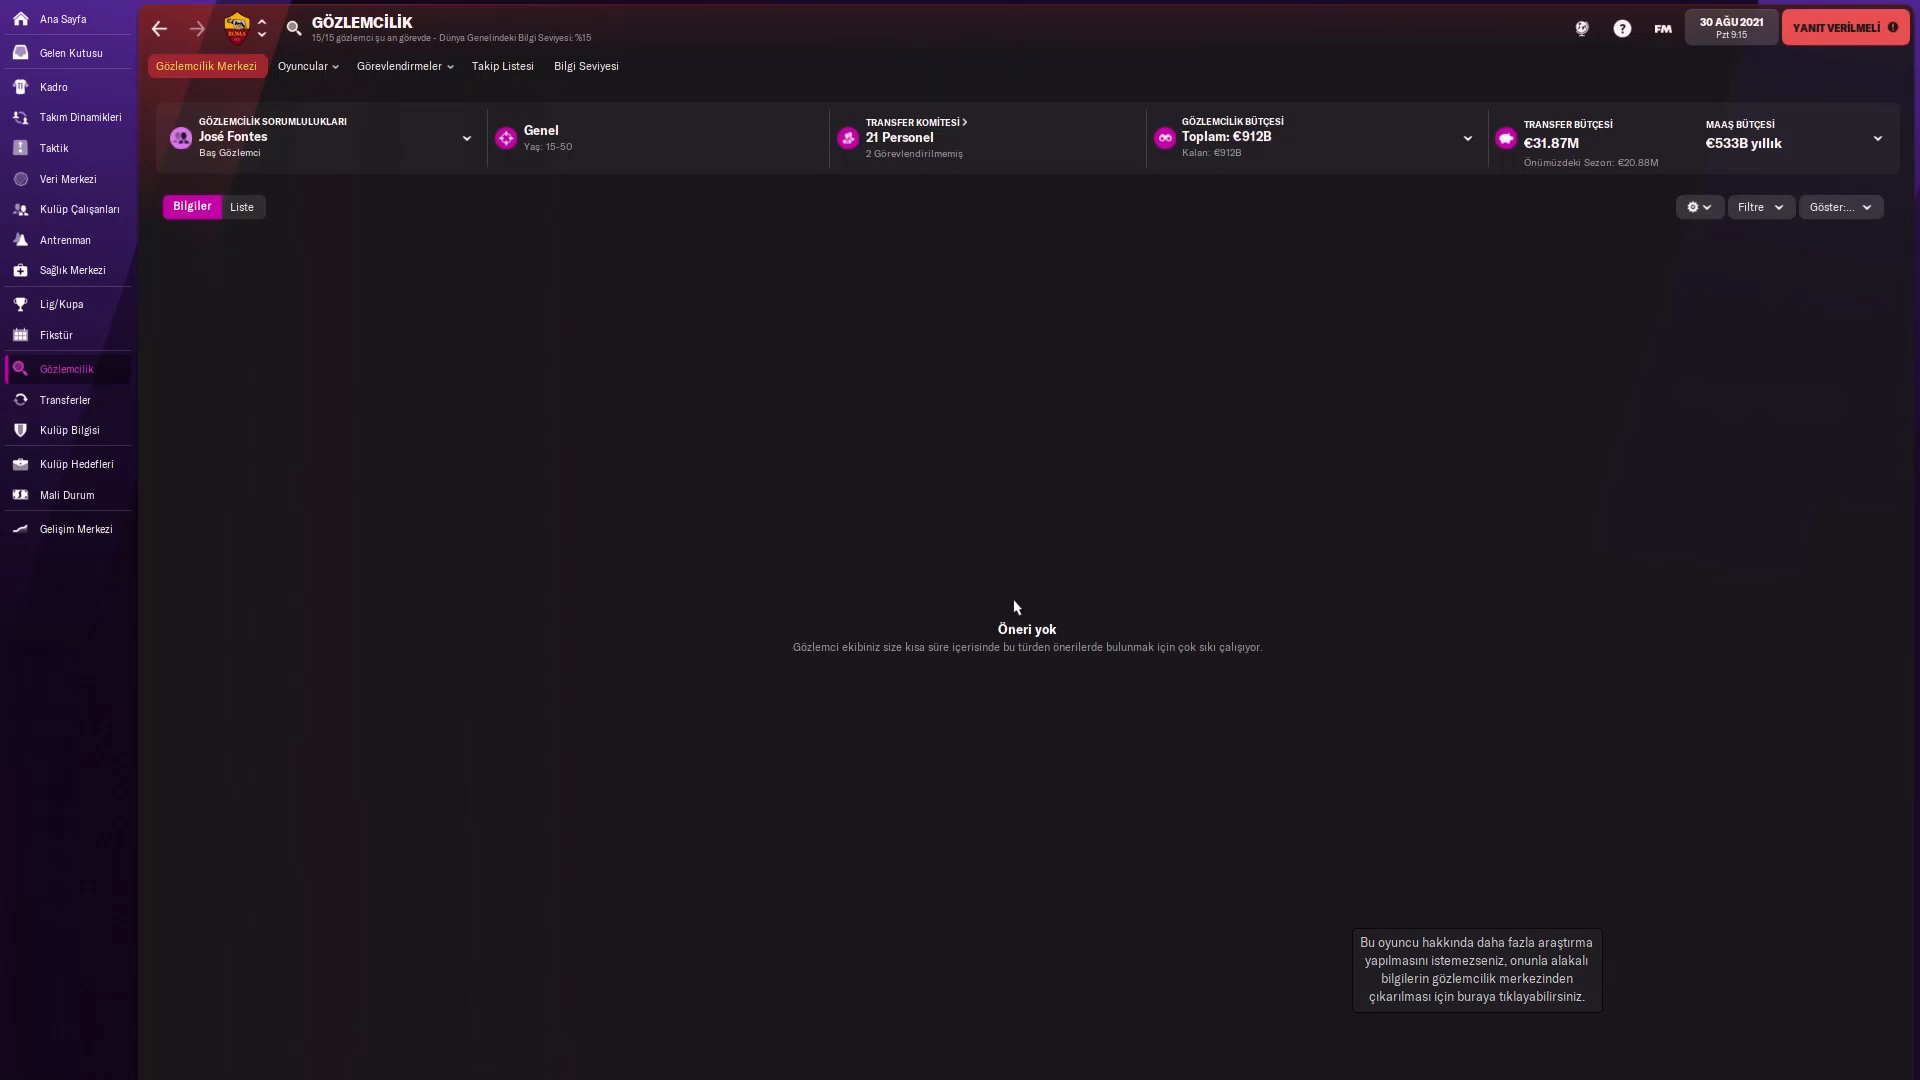 Ana Sayfa
Gelen Kutusu
Kadro
Takım Dinamikleri
Taktik
Veri Merkezi
Kulüp Çalışanları
Antrenman
Sağlık Merkezi
Lig/Kupa
Fikstür
Gözlemcilik
Transferler
Kulüp Bilgisi
Kulüp Hedefleri
Mali Durum
Gelişim Merkezi
ROMA
GÖZLEMCİLİK
15/15 gözlemci şu an görevde - Dünya Genelindeki Bilgi Seviyesi: %15
FM
30 AĞU 2021
Pzt 9:15
YANIT VERİLMELİ
Gözlemcilik Merkezi
Oyuncular
Görevlendirmeler
Takip Listesi
Bilgi Seviyesi
GÖZLEMCİLİK SORUMLULUKLARI
José Fontes
Baş Gözlemci
Genel
Yaş: 15-50
TRANSFER KOMİTESİ
21 Personel
2 Görevlendirilmemiş
GÖZLEMCİLİK BÜTÇESİ
Toplam: €912B
Kalan: €912B
TRANSFER BÜTÇESİ
€31.87M
Önümüzdeki Sezon: €20.88M
MAAŞ BÜTÇESİ
€533B yıllık
Bilgiler
Liste
Filtre
Göster:...
Öneri yok
Gözlemci ekibiniz size kısa süre içerisinde bu türden önerilerde bulunmak için çok sıkı çalışıyor.
Bu oyuncu hakkında daha fazla araştırma
yapılmasını istemezseniz, onunla alakalı
bilgilerin gözlemcilik merkezinden
çıkarılması için buraya tıklayabilirsiniz.